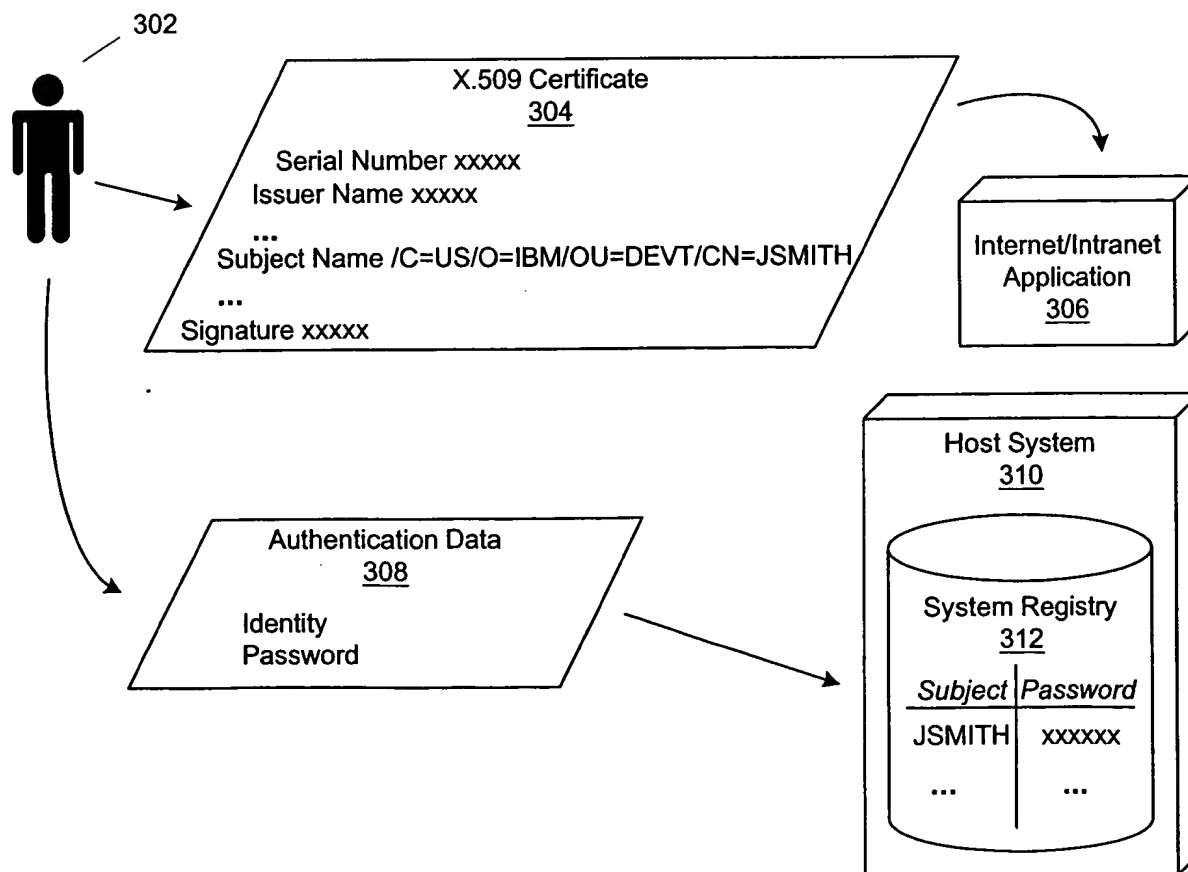 302
X.509 Certificate
304
Serial Number xxxxx
Issuer Name xxxxx
...
Subject Name /C=US/O=IBM/OU=DEVT/CN=JSMITH
...
Signature xxxxx
Internet/Intranet
Application
306
Authentication Data
308
Identity
Password
Host System
310
System Registry
312
Subject Password
JSMITH xxxxxx
... ...